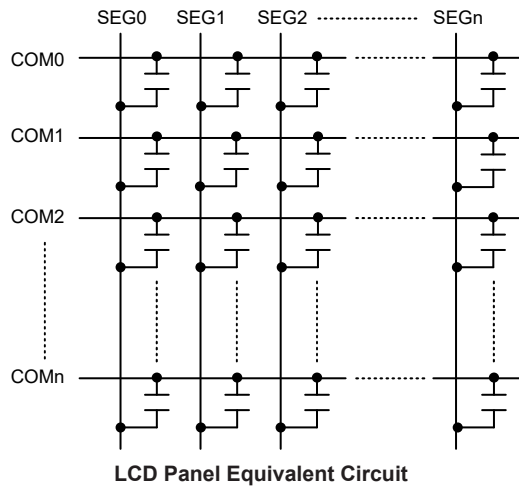 SEG0 SEG1 SEG2 SEGn
COM0
COM1
COM2
COMn
LCD Panel Equivalent Circuit